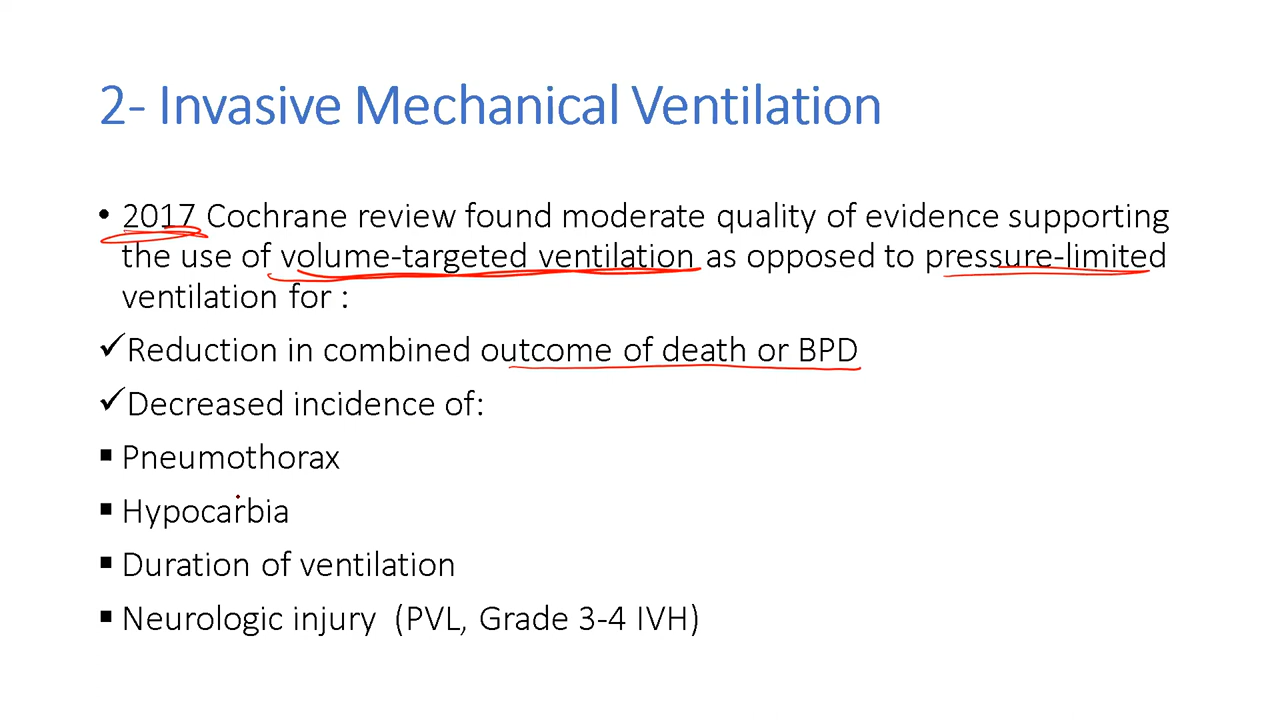 2- Invasive Mechanical Ventilation
• 2017 Cochrane review found moderate quality of evidence supporting
the use of volume-targeted ventilation as opposed to pressure-limited
ventilation for :
✓Reduction in combined outcome of death or BPD
✓Decreased incidence of:
▪ Pneumothorax
▪ Hypocarbia
▪ Duration of ventilation
▪ Neurologic injury  (PVL, Grade 3-4 IVH)